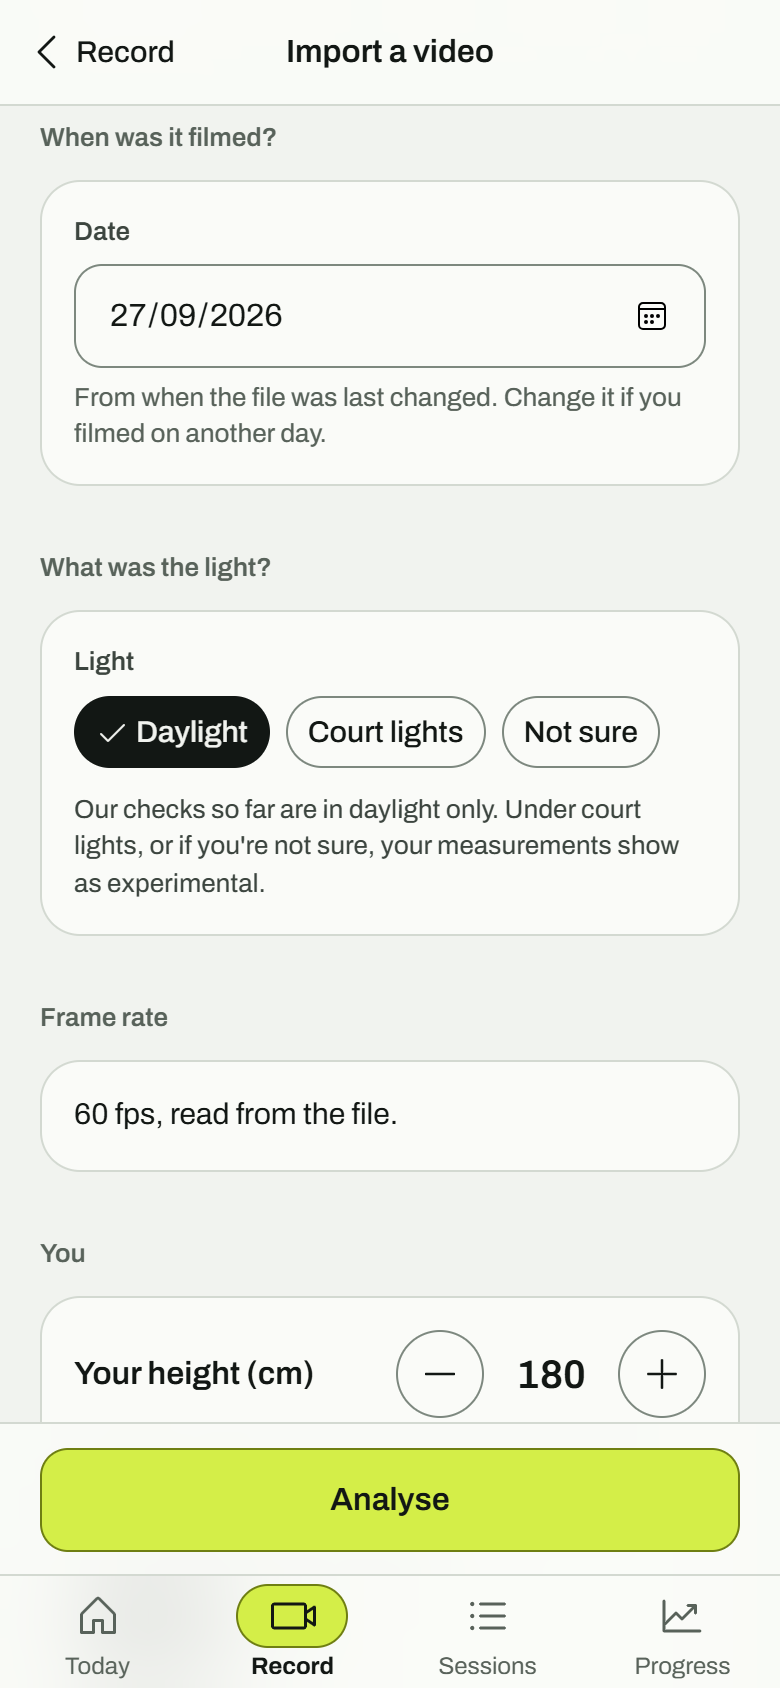 Record
Import a video
When was it filmed?
Date
27/09/2026
From when the file was last changed. Change it if you
filmed on another day.
What was the light?
Light
Daylight
Court lights
Not sure
Our checks so far are in daylight only. Under court
lights, or if you're not sure, your measurements show
as experimental.
Frame rate
60 fps, read from the file.
You
Your height (cm)
180
Analyse
Today
Record
Sessions
Progress